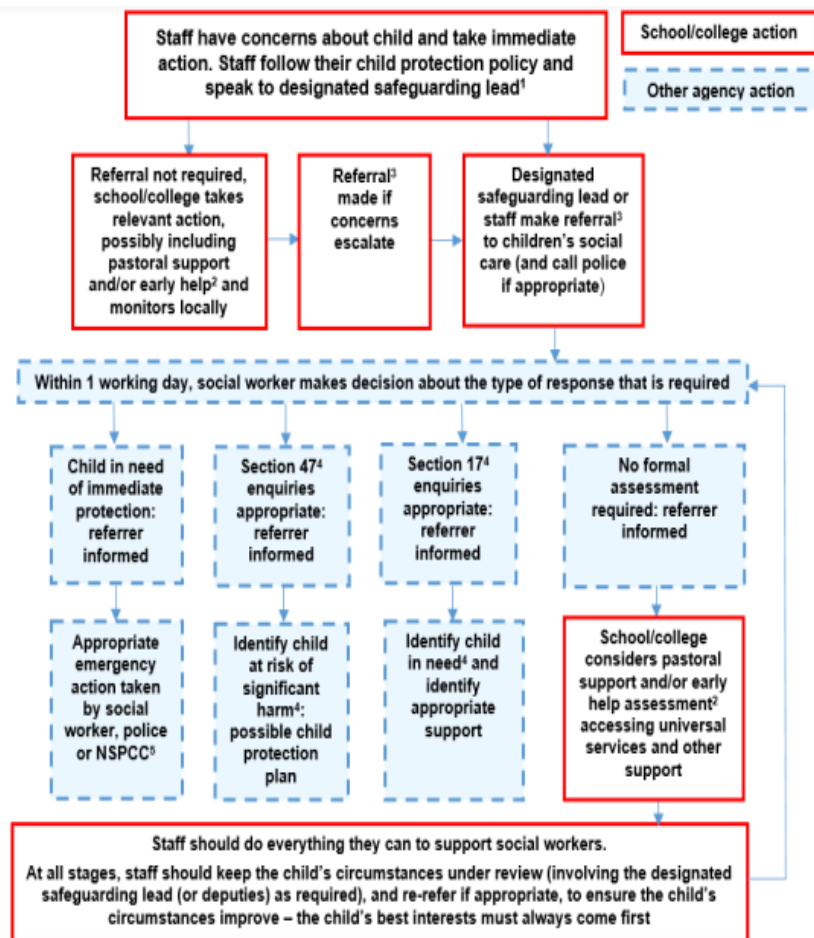 Staff have concerns about child and take immediate
action. Staff follow their child protection policy and
speak to designated safeguarding lead¹
School/college action
Other agency action
Referral not required,
school/college takes
relevant action,
possibly including
pastoral support
and/or early help² and
monitors locally
Referral³
made if
concerns
escalate
Designated
safeguarding lead or
staff make referral³
to children's social
care (and call police
if appropriate)
Within 1 working day, social worker makes decision about the type of response that is required
Child in need
of immediate
protection:
referrer
informed
Section 47⁴
enquiries
appropriate:
referrer
informed
Section 17⁴
enquiries
appropriate:
referrer
informed
No formal
assessment
required: referrer
informed
Appropriate
emergency
action taken
by social
worker, police
or NSPCC⁵
Identify child
at risk of
significant
harm⁴:
possible child
protection
plan
Identify child
in need⁴ and
identify
appropriate
support
School/college
considers pastoral
support and/or early
help assessment²
accessing universal
services and other
support
Staff should do everything they can to support social workers.
At all stages, staff should keep the child's circumstances under review (involving the designated
safeguarding lead (or deputies) as required), and re-refer if appropriate, to ensure the child's
circumstances improve – the child's best interests must always come first